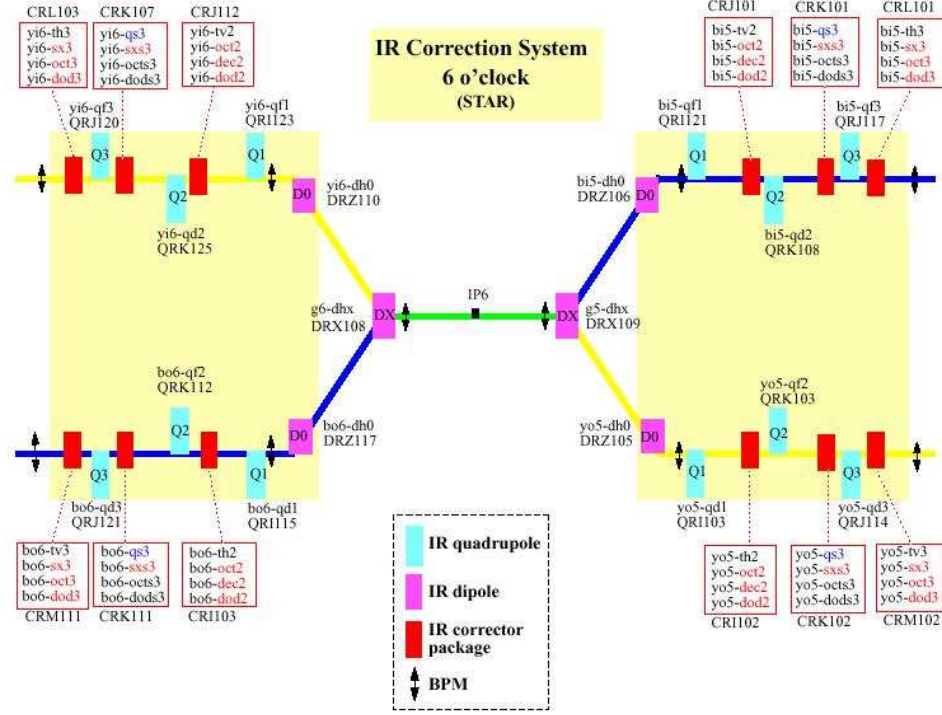 CRL103
CRK107
CRJ112
yi6-th3
yi6-sx3
yi6-oct3
yi6-dod3
yi6-qs3
yi6-sxs3
yi6-octs3
yi6-dods3
yi6-tv2
yi6-oct2
yi6-dec2
yi6-dod2
IR Correction System
6 o'clock
(STAR)
CRJ101
CRK101
CRL101
bi5-tv2
bi5-oct2
bi5-dec2
bi5-dod2
bi5-qs3
bi5-sxs3
bi5-octs3
bi5-dods3
bi5-th3
bi5-sx3
bi5-oct3
bi5-dod3
yi6-qf3
QRJ120
yi6-qf1
QRI123
bi5-qf1
QRI121
bi5-qf3
QRJ117
Q3
Q2
Q1
D0
yi6-dh0
DRZ110
yi6-qd2
QRK125
bi5-dh0
DRZ106
D0
Q1
Q2
Q3
bi5-qd2
QRK108
g6-dhx
DRX108
DX
IP6
DX
g5-dhx
DRX109
bo6-qf2
QRK112
Q3
Q2
Q1
D0
bo6-dh0
DRZ117
bo6-qd3
QRJ121
bo6-qd1
QRI115
yo5-dh0
DRZ105
D0
yo5-qf2
QRK103
Q1
Q2
Q3
yo5-qd1
QRI103
yo5-qd3
QRJ114
bo6-tv3
bo6-sx3
bo6-oct3
bo6-dod3
CRM111
bo6-qs3
bo6-sxs3
bo6-octs3
bo6-dods3
CRK111
bo6-th2
bo6-oct2
bo6-dec2
bo6-dod2
CRI103
IR quadrupole
IR dipole
IR corrector
package
BPM
yo5-th2
yo5-oct2
yo5-dec2
yo5-dod2
CRI102
yo5-qs3
yo5-sxs3
yo5-octs3
yo5-dods3
CRK102
yo5-tv3
yo5-sx3
yo5-oct3
yo5-dod3
CRM102